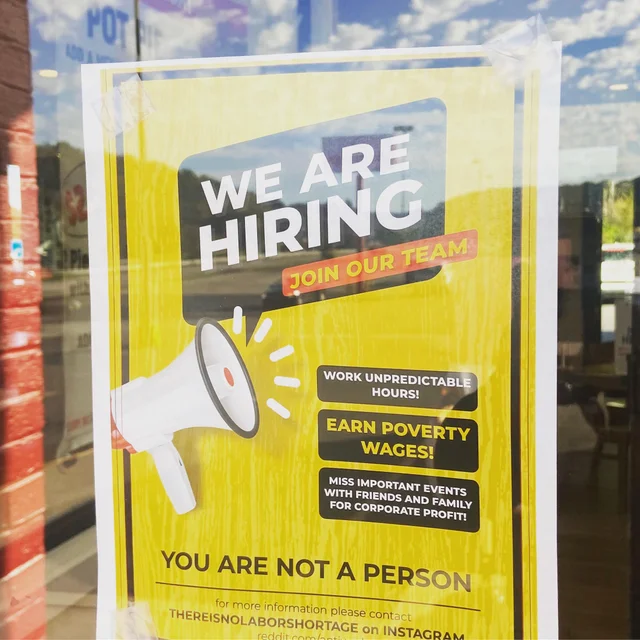 POT
WE ARE
HIRING
JOIN OUR TEAM
WORK UNPREDICTABLE
HOURS!
EARN POVERTY
WAGES!
MISS IMPORTANT EVENTS
WITH FRIENDS AND FAMILY
FOR CORPORATE PROFIT!
YOU ARE NOT A PERSON
for more information please contact
THEREISNOLABORSHORTAGE on INSTAGRAM